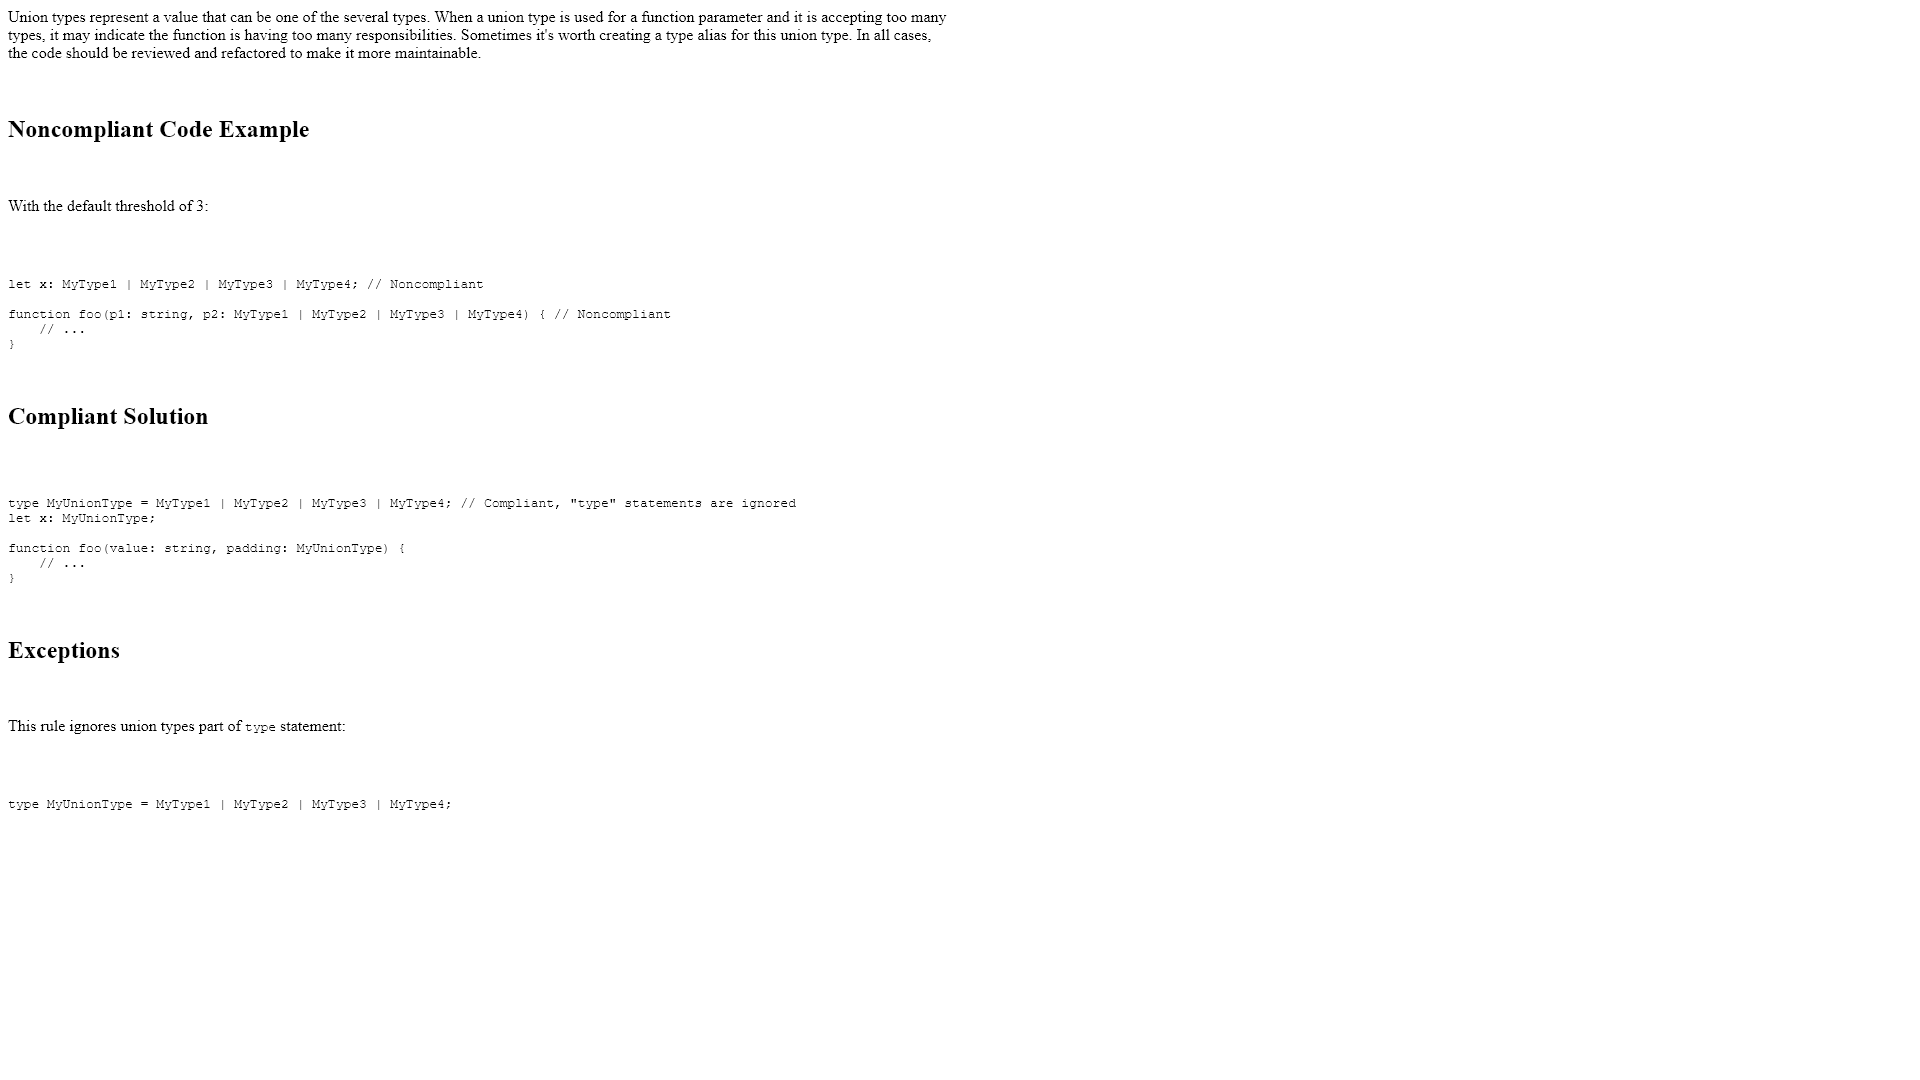 Union types represent a value that can be one of the several types. When a union type is used for a function parameter and it is accepting too many
types, it may indicate the function is having too many responsibilities. Sometimes it's worth creating a type alias for this union type. In all cases,
the code should be reviewed and refactored to make it more maintainable.
Noncompliant Code Example
With the default threshold of 3:
let x: MyType1 | MyType2 | MyType3 | MyType4; // Noncompliant
function foo(p1: string, p2: MyType1 | MyType2 | MyType3 | MyType4) { // Noncompliant
    // ...
}
Compliant Solution
type MyUnionType = MyType1 | MyType2 | MyType3 | MyType4; // Compliant, "type" statements are ignored
let x: MyUnionType;
function foo(value: string, padding: MyUnionType) {
    // ...
}
Exceptions
This rule ignores union types part of type statement:
type MyUnionType = MyType1 | MyType2 | MyType3 | MyType4;